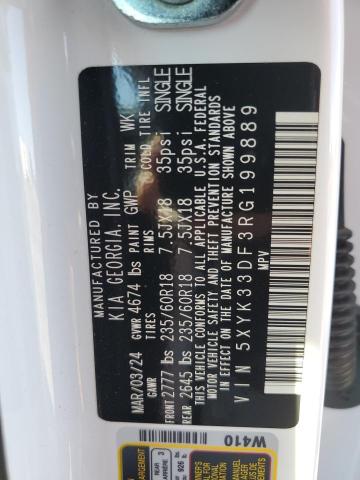 MANUFACTURED BY
KIA GEORGIA, INC.
MAR/03/24 GVWR 4674 lbs PAINT GWP TRIM WK
GAWR TIRES RIMS COLD TIRE INFL
FRONT 2777 lbs 235/60R18 7.5JX18 35psi SINGLE
REAR 2645 lbs 235/60R18 7.5JX18 35psi SINGLE
THIS VEHICLE CONFORMS TO ALL APPLICABLE U.S.A. FEDERAL
MOTOR VEHICLE SAFETY AND THEFT PREVENTION STANDARDS
IN EFFECT ON THE DATE OF MANUFACTURE SHOWN ABOVE
VIN 5XYK33DF3RG199889
MPV
W410
3